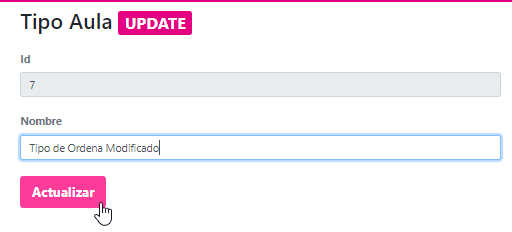 Tipo Aula UPDATE
Id
7
Nombre
Tipo de Ordena Modificado
Actualizar